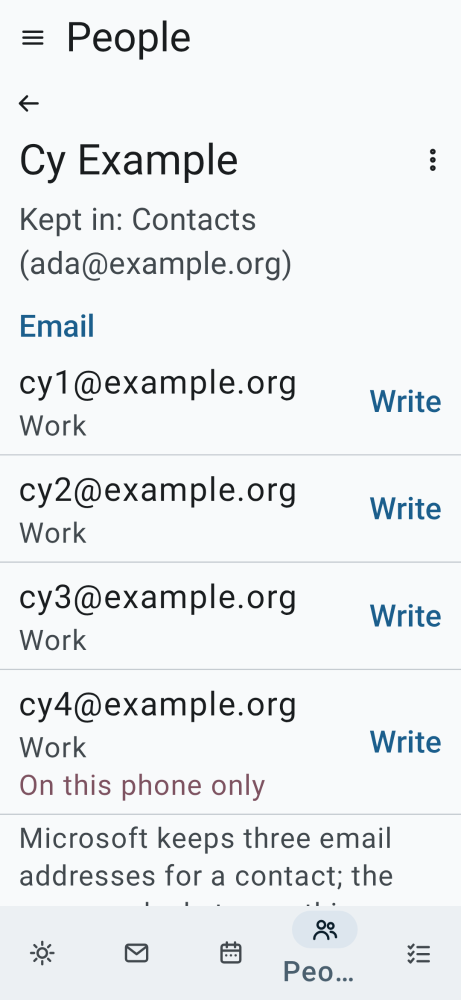 People
Cy Example
Kept in: Contacts
(ada@example.org)
Email
cy1@example.org
Work
Write
cy2@example.org
Work
Write
cy3@example.org
Work
Write
cy4@example.org
Work
On this phone only
Write
Microsoft keeps three email
addresses for a contact; the
Peo…